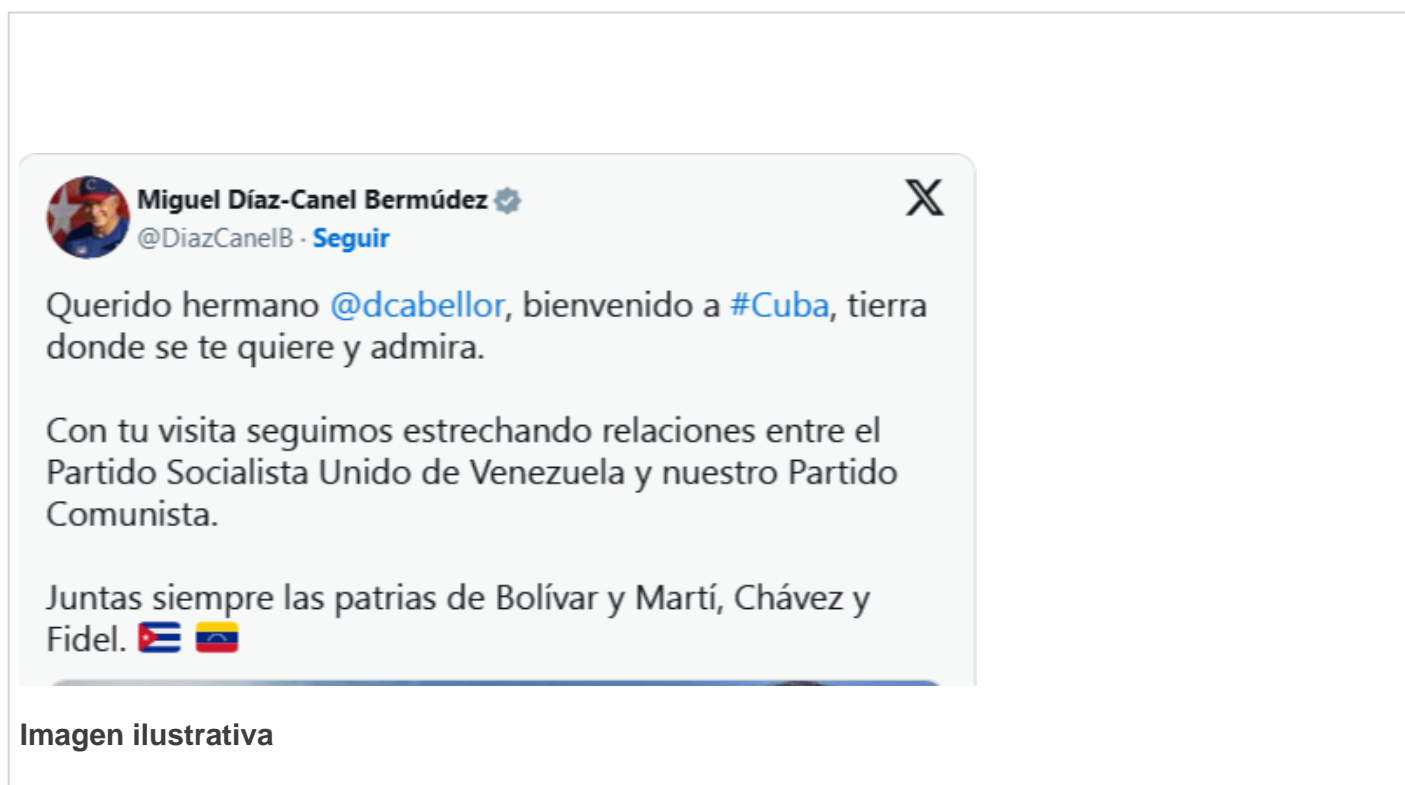 Miguel Díaz-Canel Bermúdez
@DiazCanelB · Seguir
Querido hermano @dcabellor, bienvenido a #Cuba, tierra
donde se te quiere y admira.
Con tu visita seguimos estrechando relaciones entre el
Partido Socialista Unido de Venezuela y nuestro Partido
Comunista.
Juntas siempre las patrias de Bolívar y Martí, Chávez y
Fidel. 🇨🇺 🇻🇪
Imagen ilustrativa